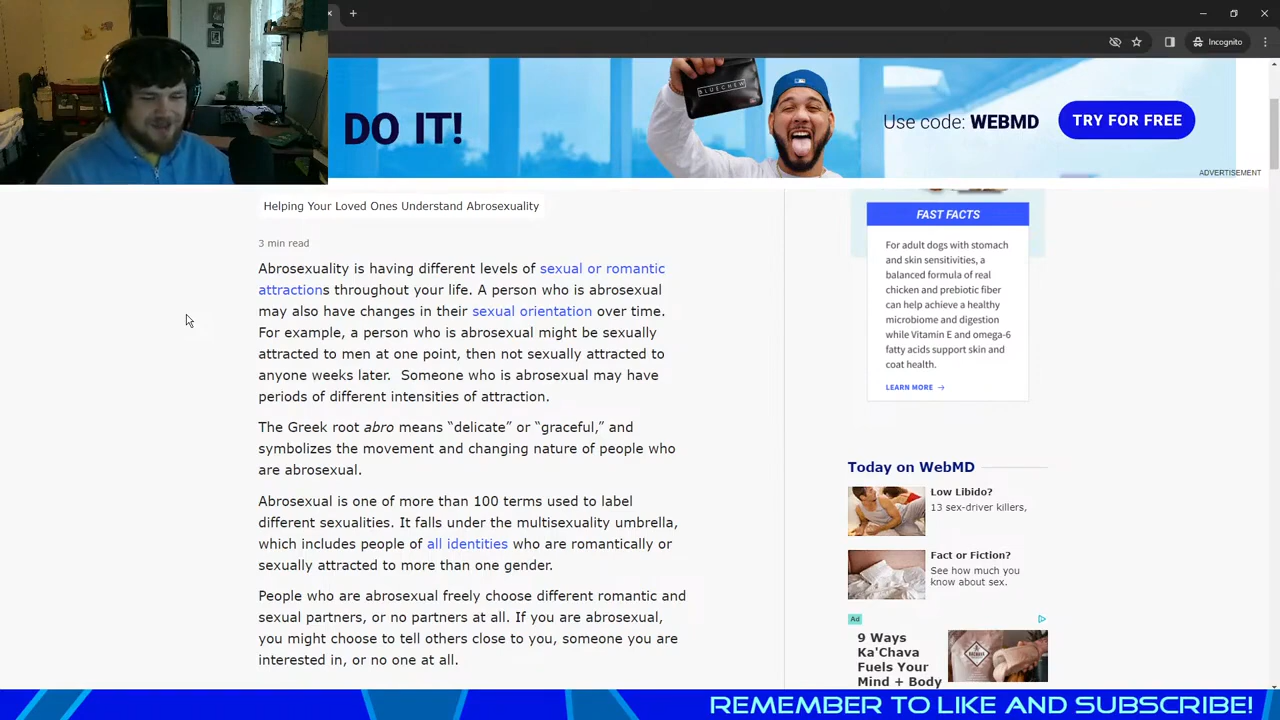 Incognito
DO IT!
BLUECHEW
Use code: WEBMD
TRY FOR FREE
ADVERTISEMENT
Helping Your Loved Ones Understand Abrosexuality
3 min read
Abrosexuality is having different levels of sexual or romantic
attractions throughout your life. A person who is abrosexual
may also have changes in their sexual orientation over time.
For example, a person who is abrosexual might be sexually
attracted to men at one point, then not sexually attracted to
anyone weeks later. Someone who is abrosexual may have
periods of different intensities of attraction.
The Greek root abro means “delicate” or “graceful,” and
symbolizes the movement and changing nature of people who
are abrosexual.
Abrosexual is one of more than 100 terms used to label
different sexualities. It falls under the multisexuality umbrella,
which includes people of all identities who are romantically or
sexually attracted to more than one gender.
People who are abrosexual freely choose different romantic and
sexual partners, or no partners at all. If you are abrosexual,
you might choose to tell others close to you, someone you are
interested in, or no one at all.
FAST FACTS
For adult dogs with stomach
and skin sensitivities, a
balanced formula of real
chicken and prebiotic fiber
can help achieve a healthy
microbiome and digestion
while Vitamin E and omega-6
fatty acids support skin and
coat health.
LEARN MORE →
Today on WebMD
Low Libido?
13 sex-driver killers,
Fact or Fiction?
See how much you
know about sex.
Ad
9 Ways
Ka'Chava
Fuels Your
Mind + Body
REMEMBER TO LIKE AND SUBSCRIBE!